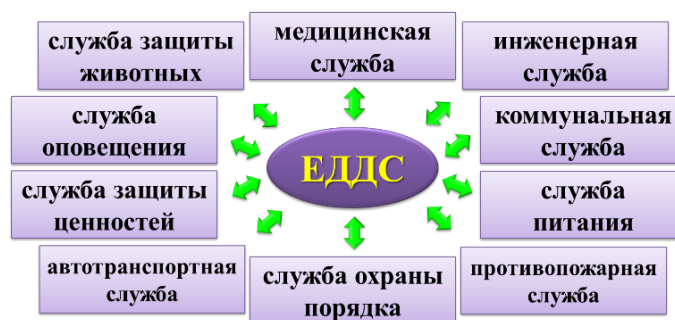 служба защиты
животных
медицинская
служба
инженерная
служба
служба
оповещения
коммунальная
служба
ЕДДС
служба защиты
ценностей
служба
питания
автотранспортная
служба
служба охраны
порядка
противопожарная
служба